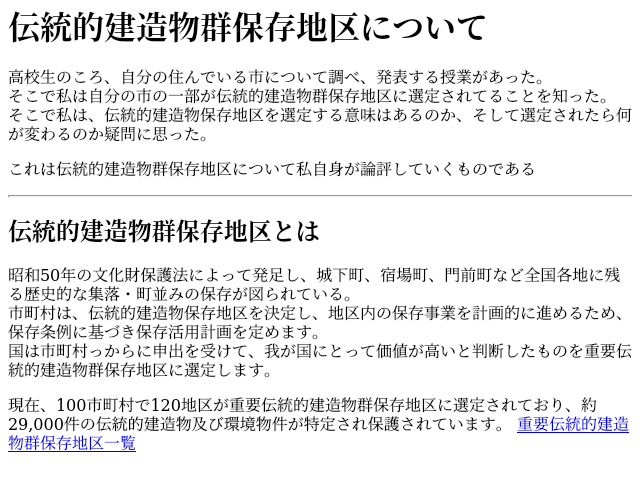 伝統的建造物群保存地区について
高校生のころ、自分の住んでいる市について調べ、発表する授業があった。
そこで私は自分の市の一部が伝統的建造物群保存地区に選定されてることを知った。
そこで私は、伝統的建造物保存地区を選定する意味はあるのか、そして選定されたら何
が変わるのか疑問に思った。
これは伝統的建造物群保存地区について私自身が論評していくものである
伝統的建造物群保存地区とは
昭和50年の文化財保護法によって発足し、城下町、宿場町、門前町など全国各地に残
る歴史的な集落・町並みの保存が図られている。
市町村は、伝統的建造物保存地区を決定し、地区内の保存事業を計画的に進めるため、
保存条例に基づき保存活用計画を定めます。
国は市町村っからに申出を受けて、我が国にとって価値が高いと判断したものを重要伝
統的建造物群保存地区に選定します。
現在、100市町村で120地区が重要伝統的建造物群保存地区に選定されており、約
29,000件の伝統的建造物及び環境物件が特定され保護されています。 重要伝統的建造
物群保存地区一覧